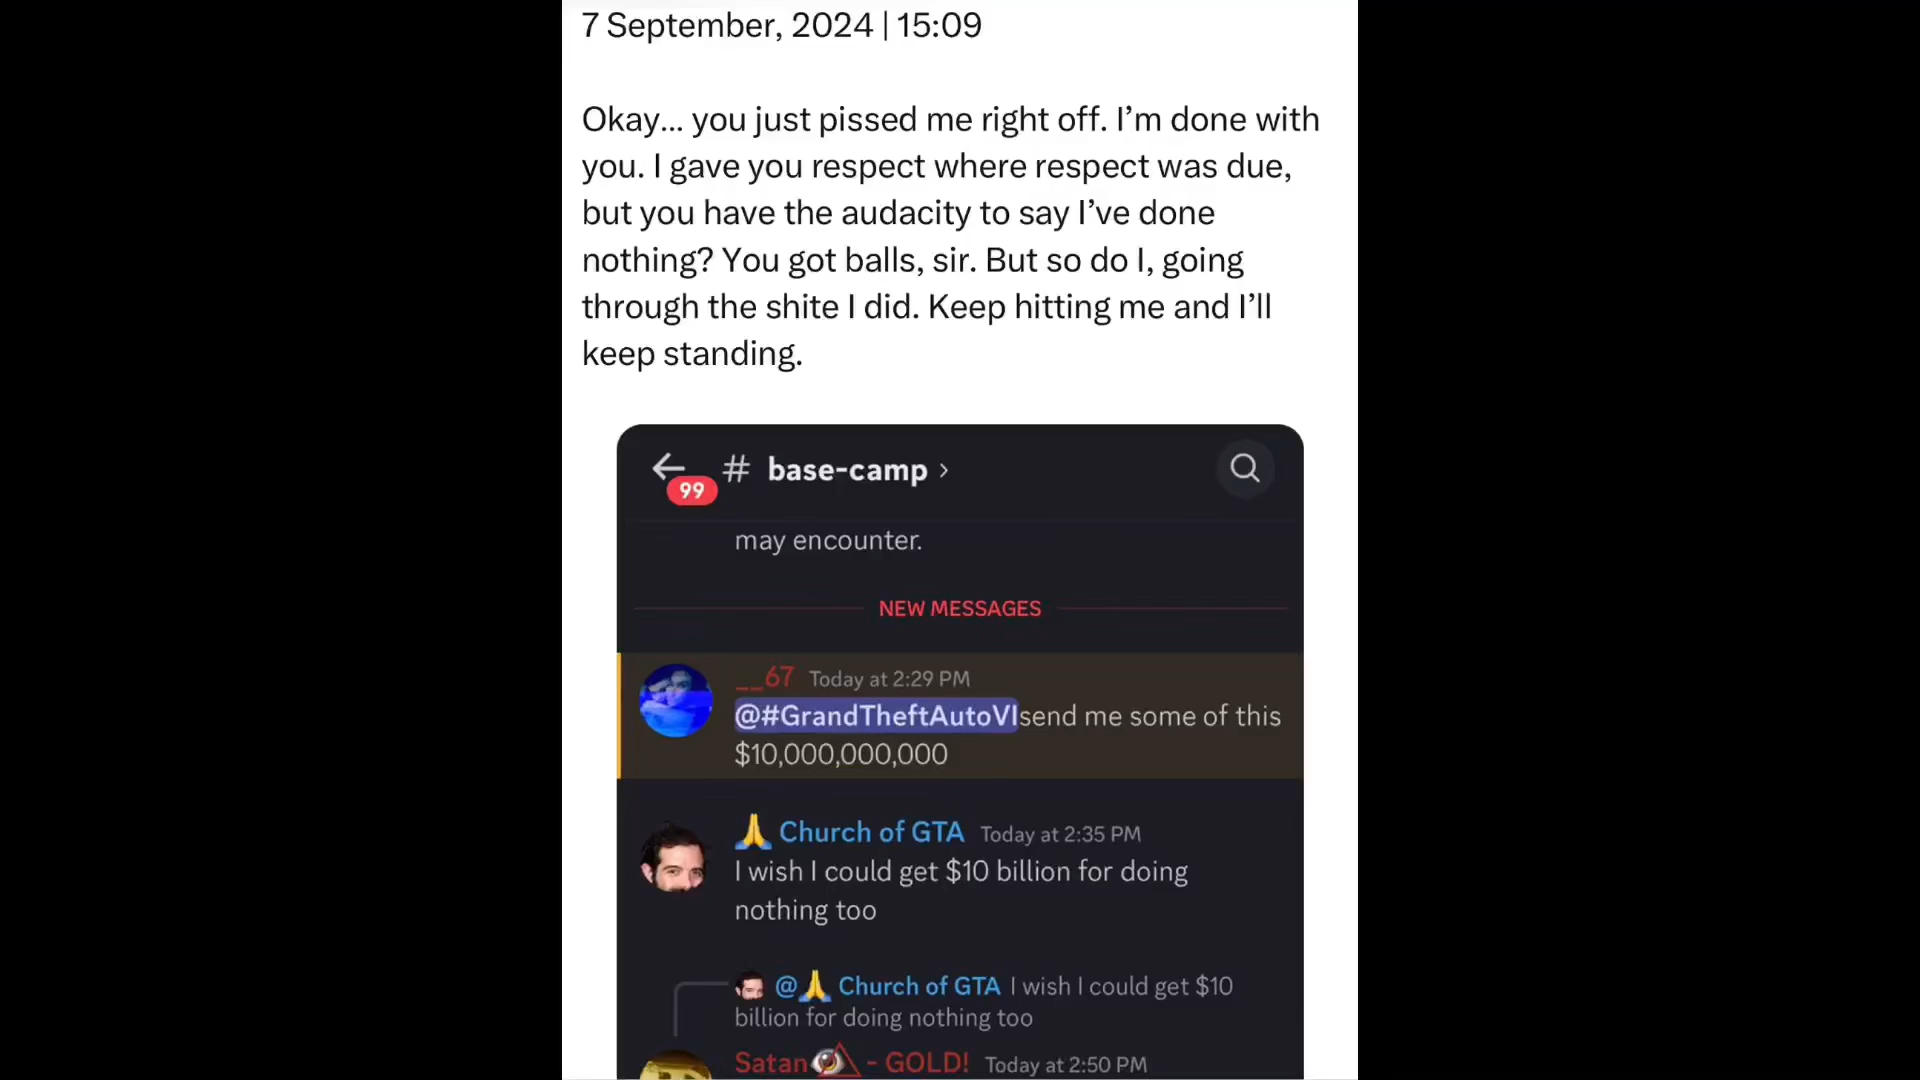 7 September, 2024 | 15:09
Okay... you just pissed me right off. I'm done with
you. I gave you respect where respect was due,
but you have the audacity to say I've done
nothing? You got balls, sir. But so do I, going
through the shite I did. Keep hitting me and I'll
keep standing.
99
# base-camp ›
may encounter.
NEW MESSAGES
__67 Today at 2:29 PM
@#GrandTheftAutoVI send me some of this
$10,000,000,000
🙏 Church of GTA Today at 2:35 PM
I wish I could get $10 billion for doing
nothing too
@🙏 Church of GTA I wish I could get $10
billion for doing nothing too
Satan👁️🔺 - GOLD! Today at 2:50 PM